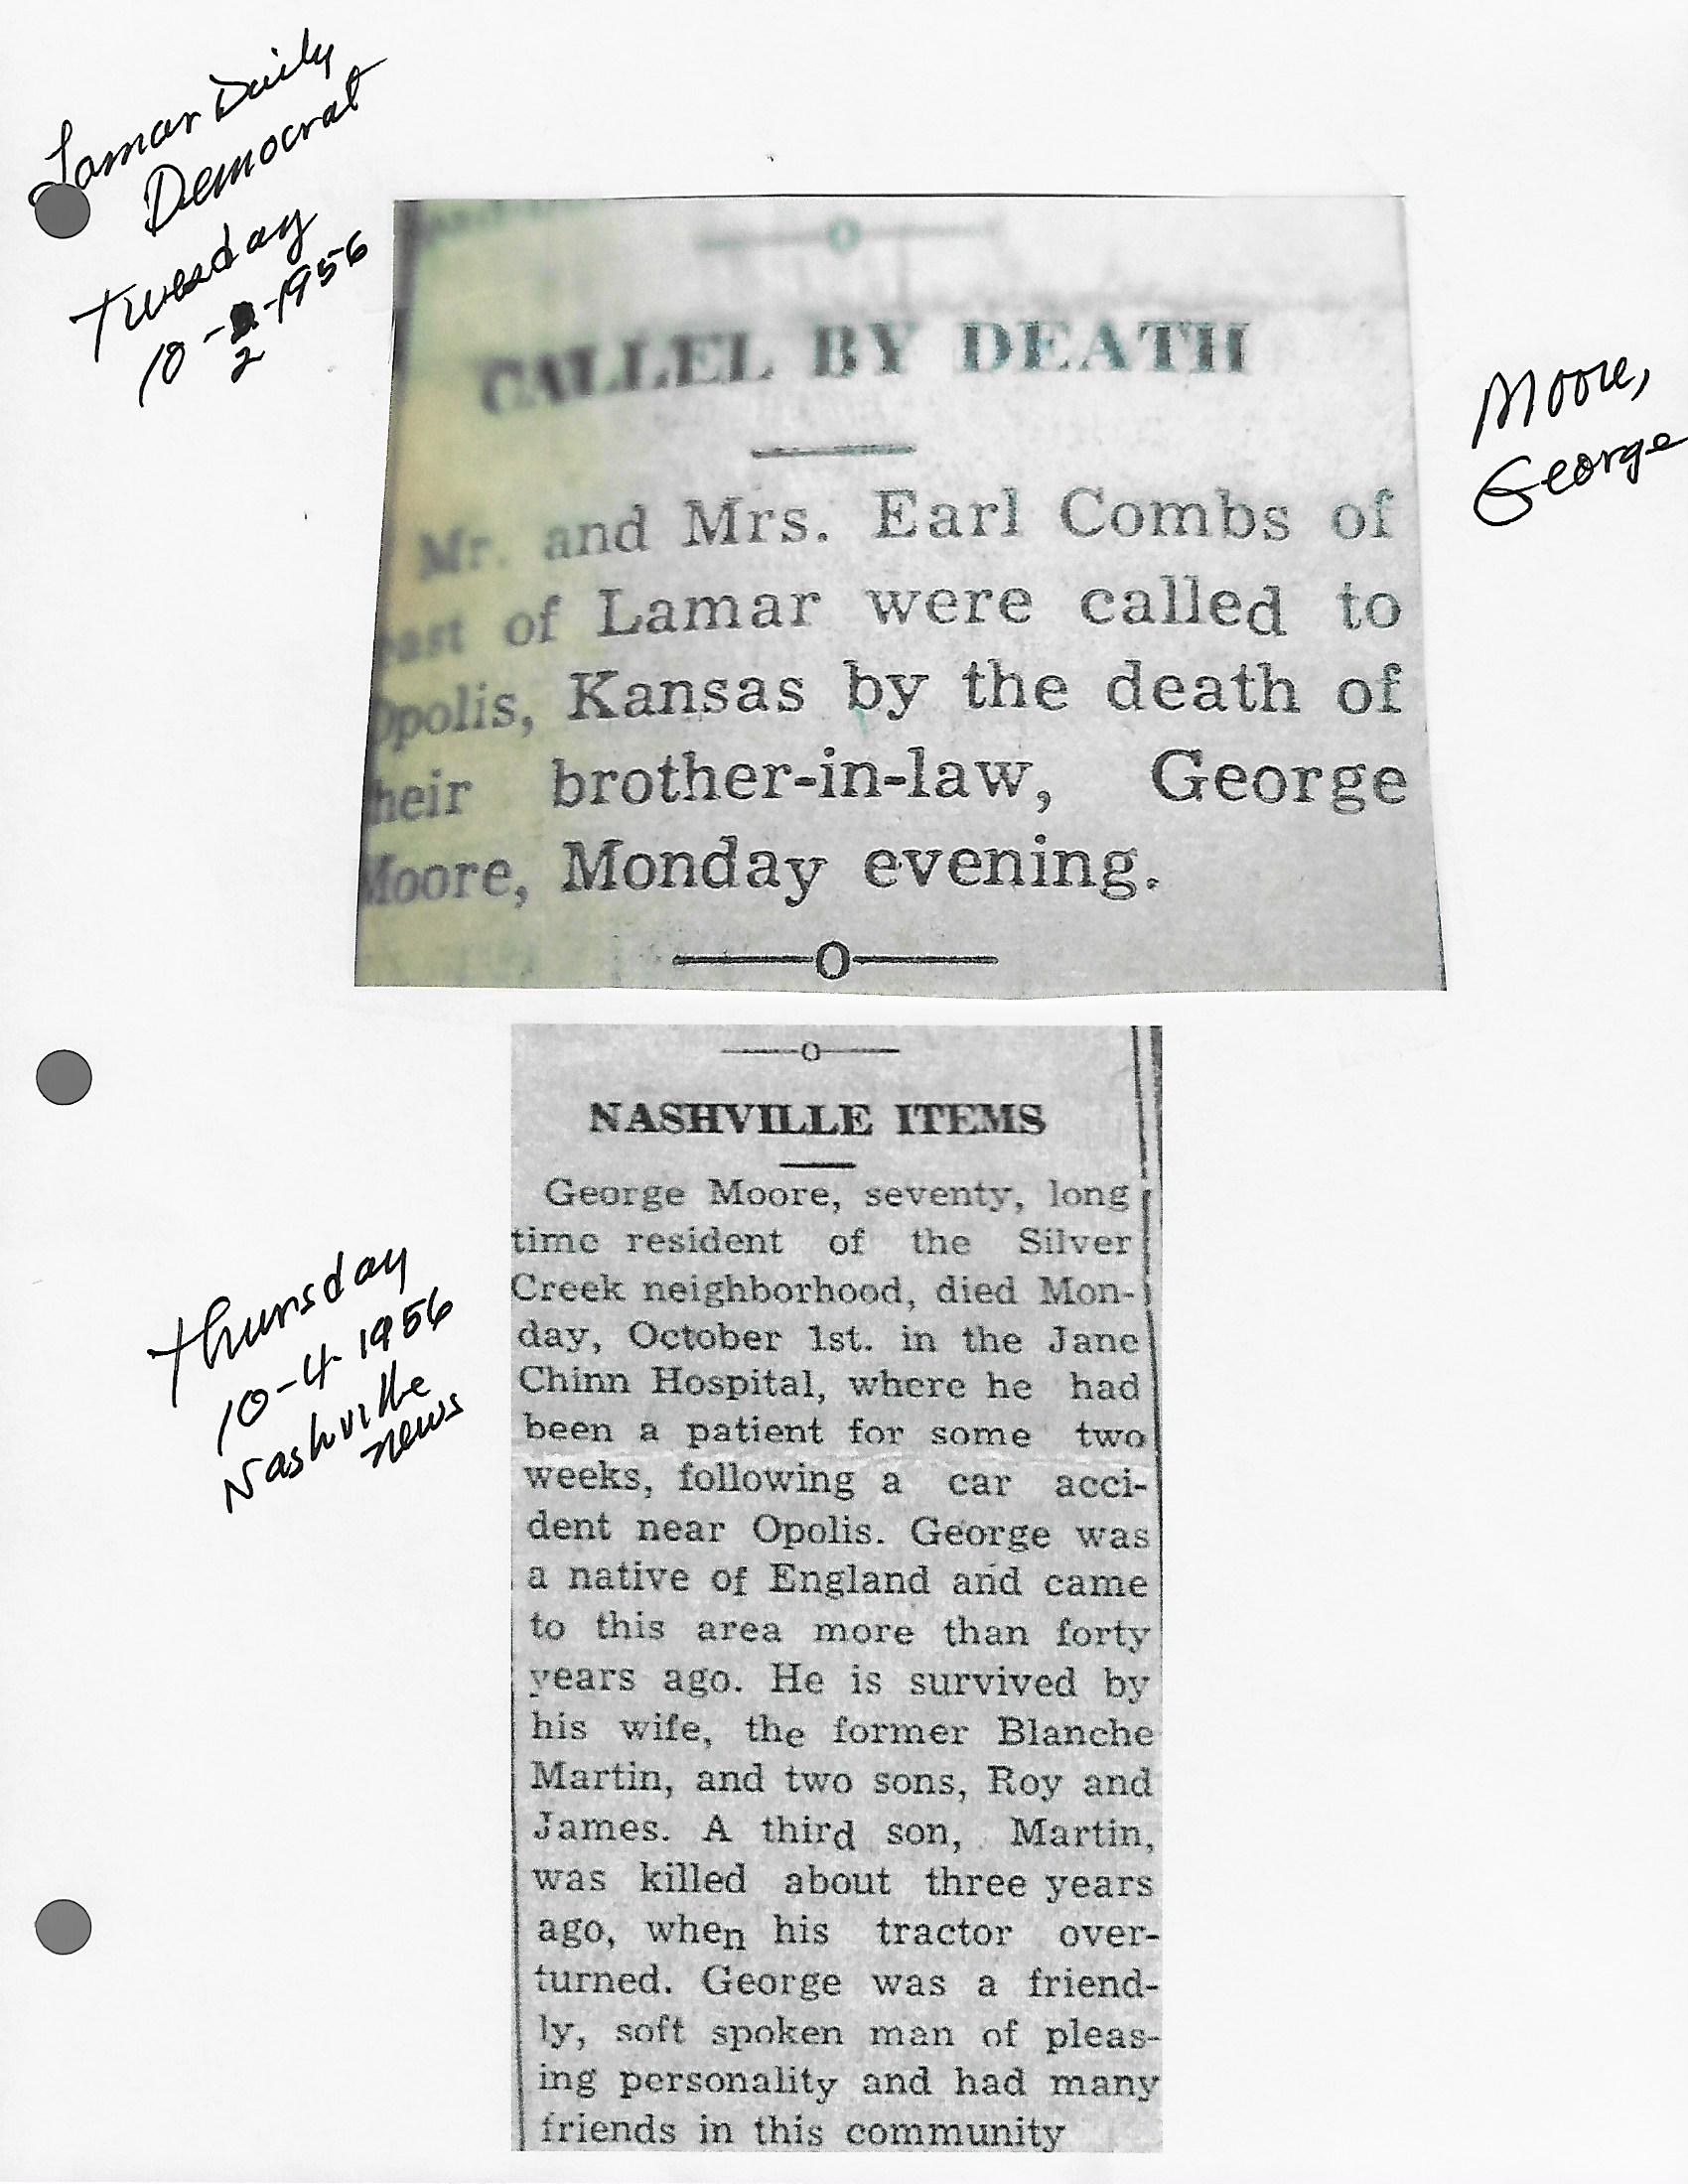 Lamar Daily
Democrat
Tuesday
10-2-1956
Moore,
George
CALLEL BY DEATH
Mr. and Mrs. Earl Combs of
east of Lamar were called to
Opolis, Kansas by the death of
their brother-in-law, George
Moore, Monday evening.
NASHVILLE ITEMS
George Moore, seventy, long
time resident of the Silver
Creek neighborhood, died Mon-
day, October 1st. in the Jane
Chinn Hospital, where he had
been a patient for some two
weeks, following a car acci-
dent near Opolis. George was
a native of England and came
to this area more than forty
years ago. He is survived by
his wife, the former Blanche
Martin, and two sons, Roy and
James. A third son, Martin,
was killed about three years
ago, when his tractor over-
turned. George was a friend-
ly, soft spoken man of pleas-
ing personality and had many
friends in this community
Thursday
10-4-1956
Nashville
news